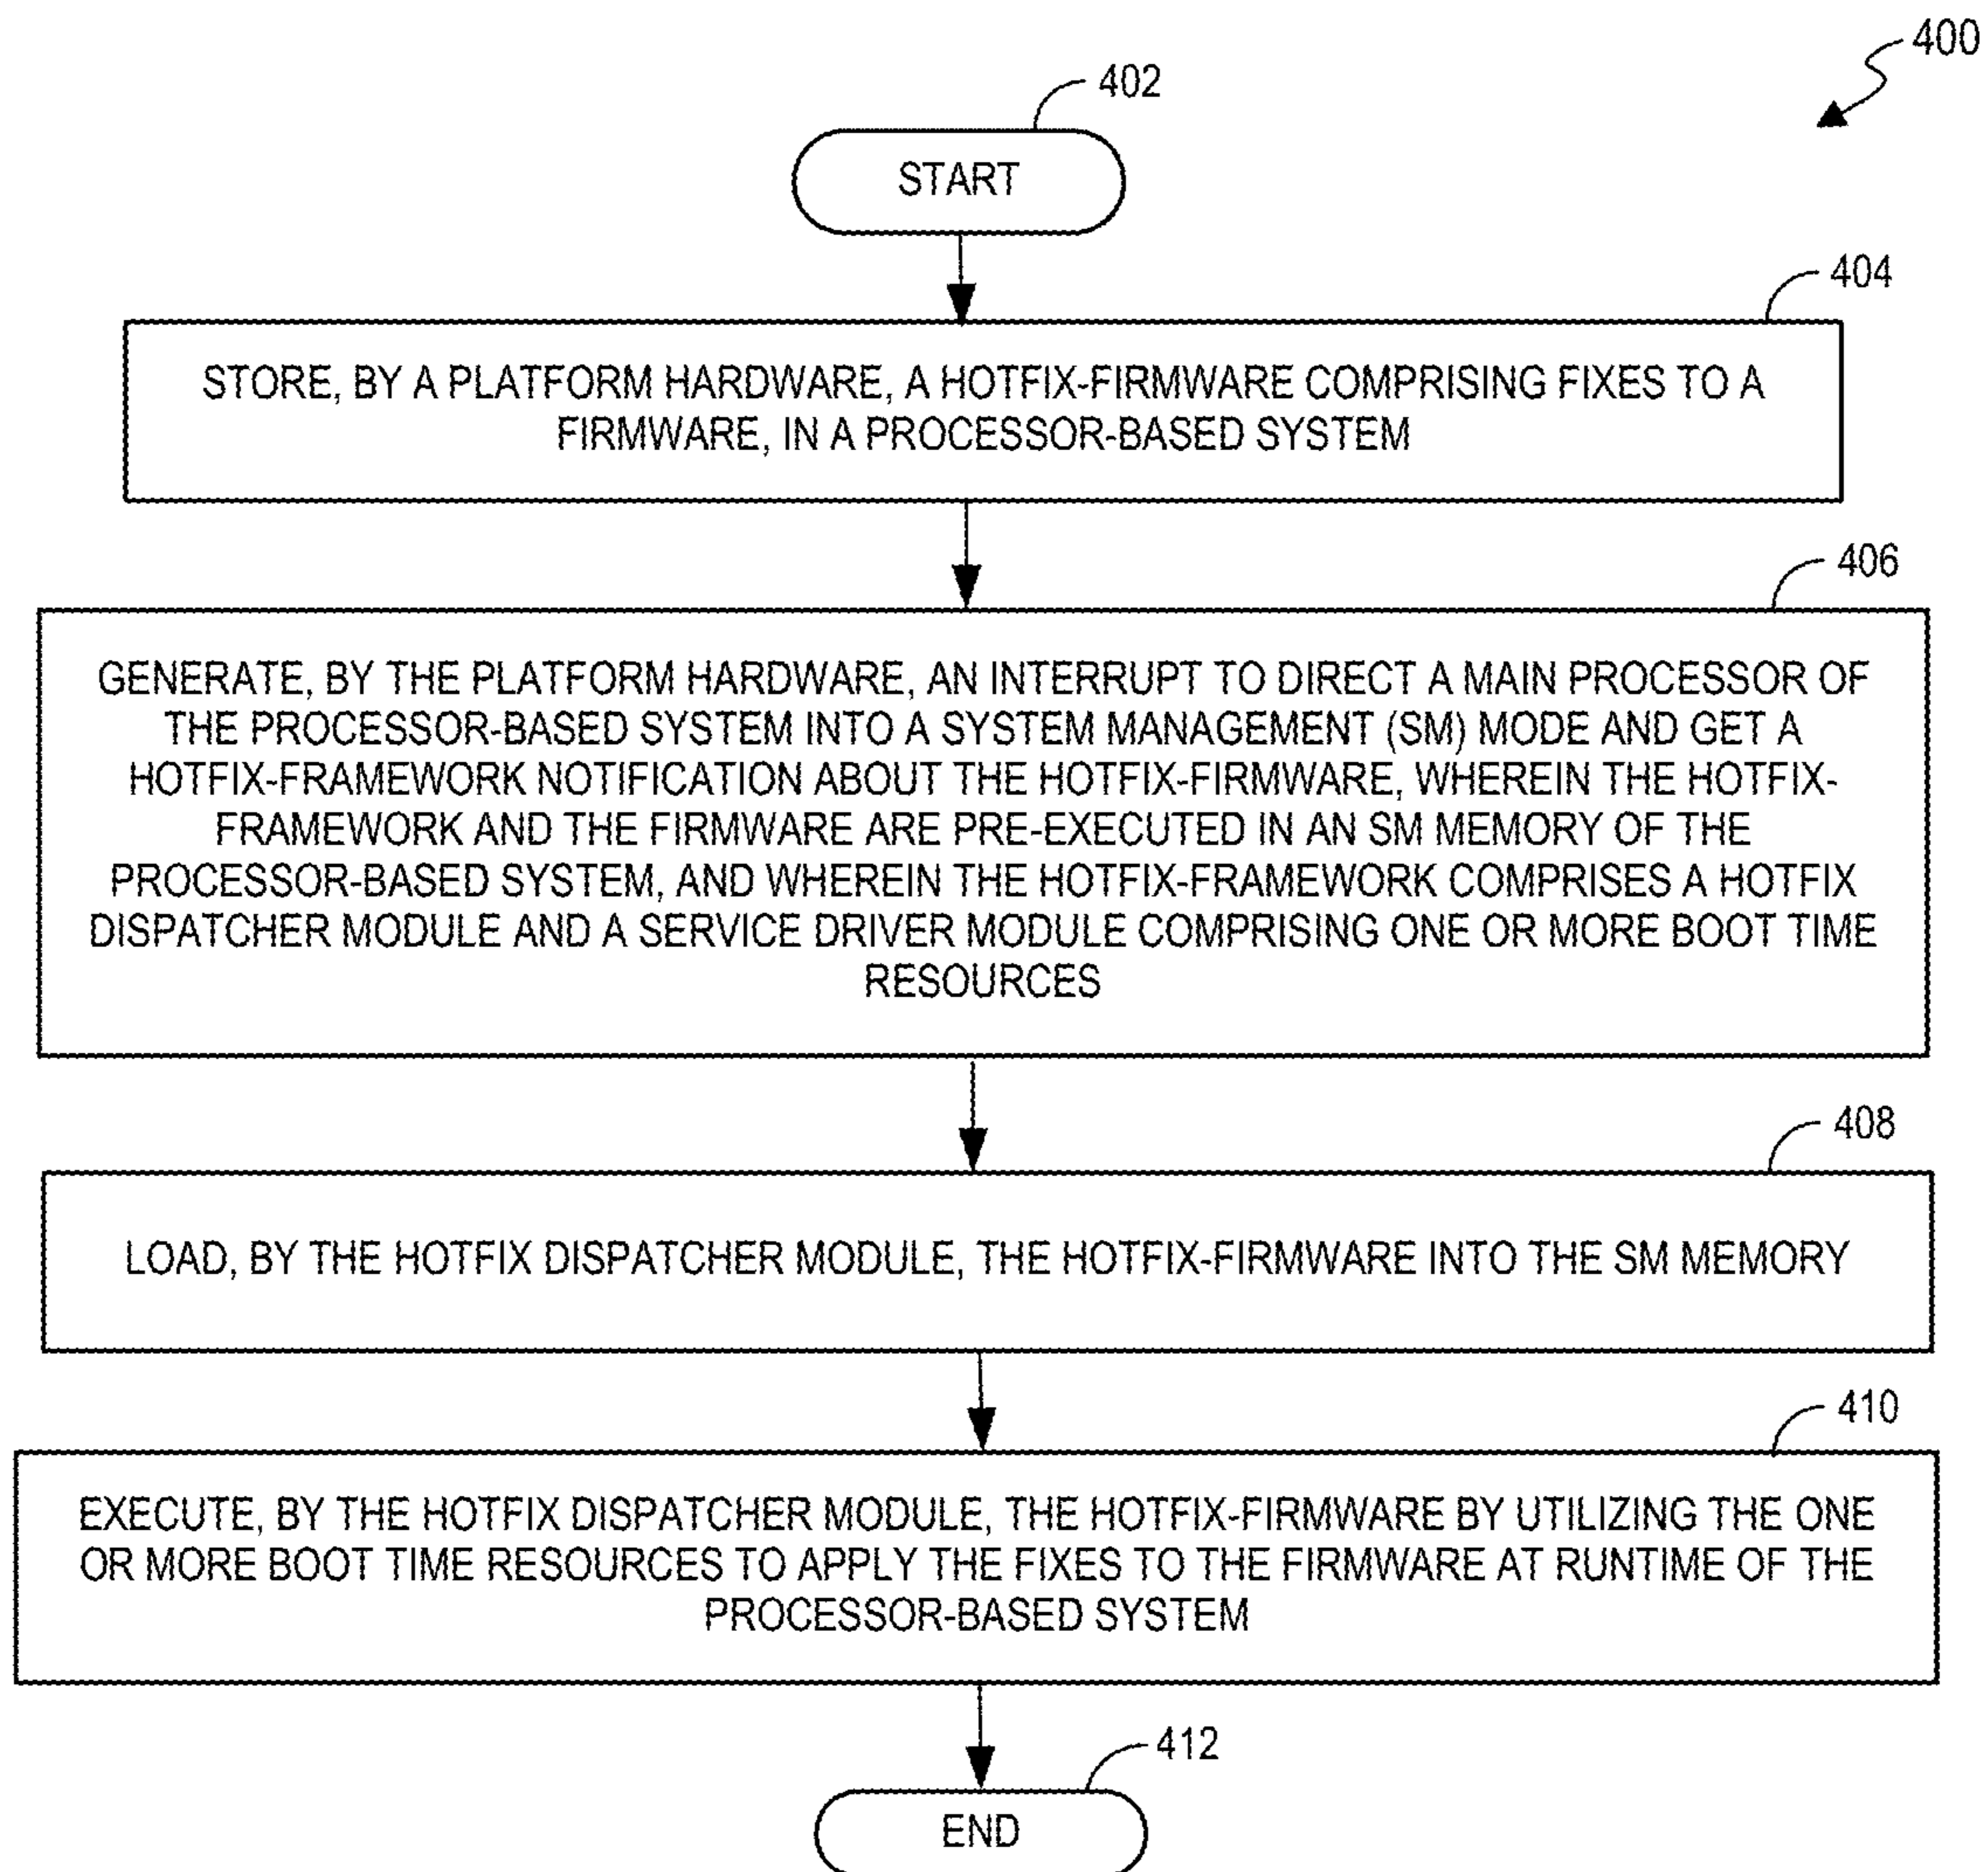 400
402
START
404
STORE, BY A PLATFORM HARDWARE, A HOTFIX-FIRMWARE COMPRISING FIXES TO A
FIRMWARE, IN A PROCESSOR-BASED SYSTEM
406
GENERATE, BY THE PLATFORM HARDWARE, AN INTERRUPT TO DIRECT A MAIN PROCESSOR OF
THE PROCESSOR-BASED SYSTEM INTO A SYSTEM MANAGEMENT (SM) MODE AND GET A
HOTFIX-FRAMEWORK NOTIFICATION ABOUT THE HOTFIX-FIRMWARE, WHEREIN THE HOTFIX-
FRAMEWORK AND THE FIRMWARE ARE PRE-EXECUTED IN AN SM MEMORY OF THE
PROCESSOR-BASED SYSTEM, AND WHEREIN THE HOTFIX-FRAMEWORK COMPRISES A HOTFIX
DISPATCHER MODULE AND A SERVICE DRIVER MODULE COMPRISING ONE OR MORE BOOT TIME
RESOURCES
408
LOAD, BY THE HOTFIX DISPATCHER MODULE, THE HOTFIX-FIRMWARE INTO THE SM MEMORY
410
EXECUTE, BY THE HOTFIX DISPATCHER MODULE, THE HOTFIX-FIRMWARE BY UTILIZING THE ONE
OR MORE BOOT TIME RESOURCES TO APPLY THE FIXES TO THE FIRMWARE AT RUNTIME OF THE
PROCESSOR-BASED SYSTEM
412
END